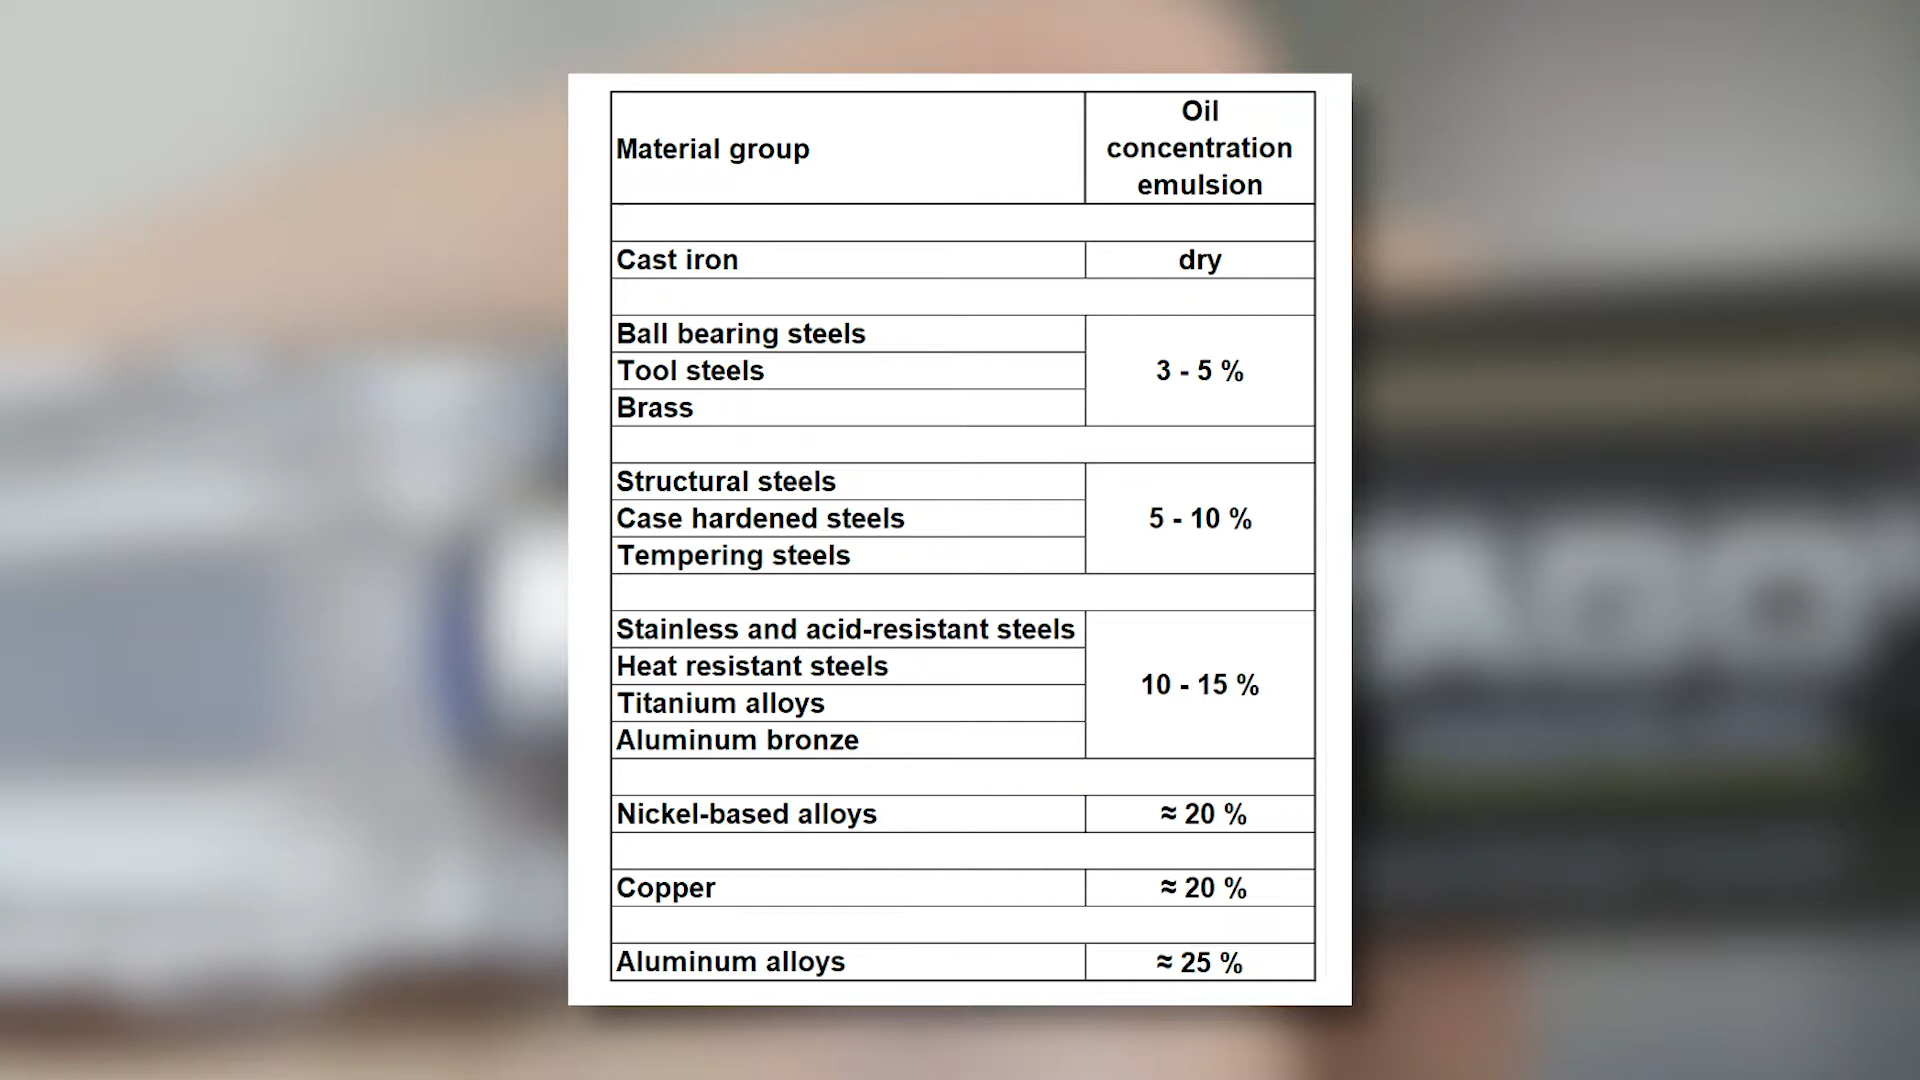 Material group
Oil
concentration
emulsion
Cast iron
dry
Ball bearing steels
Tool steels
Brass
3 - 5 %
Structural steels
Case hardened steels
Tempering steels
5 - 10 %
Stainless and acid-resistant steels
Heat resistant steels
Titanium alloys
Aluminum bronze
10 - 15 %
Nickel-based alloys
≈ 20 %
Copper
≈ 20 %
Aluminum alloys
≈ 25 %